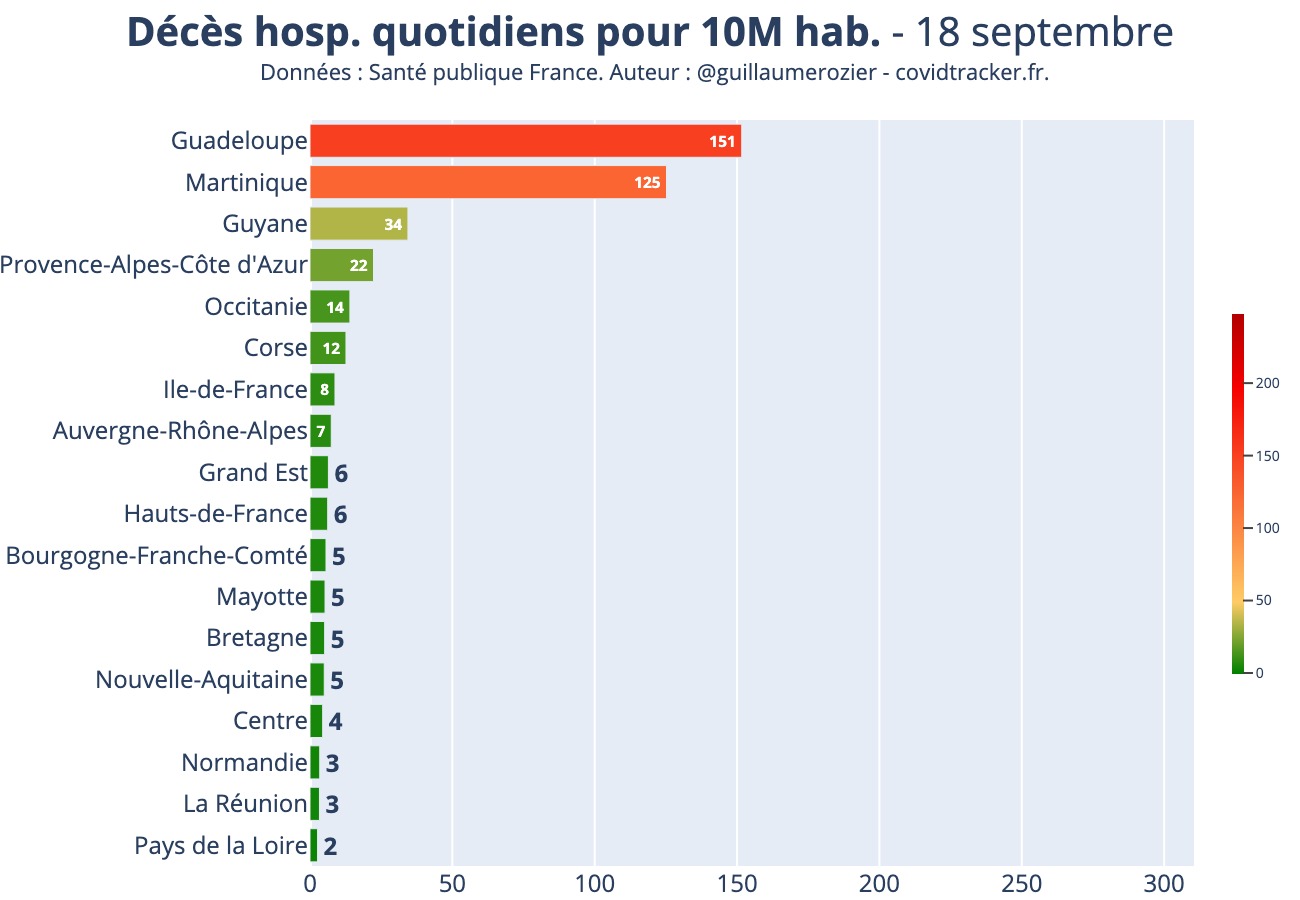 Décès hosp. quotidiens pour 10M hab. - 18 septembre
Données : Santé publique France. Auteur : @guillaumerozier - covidtracker.fr.
Guadeloupe 151
Martinique 125
Guyane 34
Provence-Alpes-Côte d'Azur 22
Occitanie 14
Corse 12
Ile-de-France 8
Auvergne-Rhône-Alpes 7
Grand Est 6
Hauts-de-France 6
Bourgogne-Franche-Comté 5
Mayotte 5
Bretagne 5
Nouvelle-Aquitaine 5
Centre 4
Normandie 3
La Réunion 3
Pays de la Loire 2
0 50 100 150 200 250 300
200
150
100
50
0